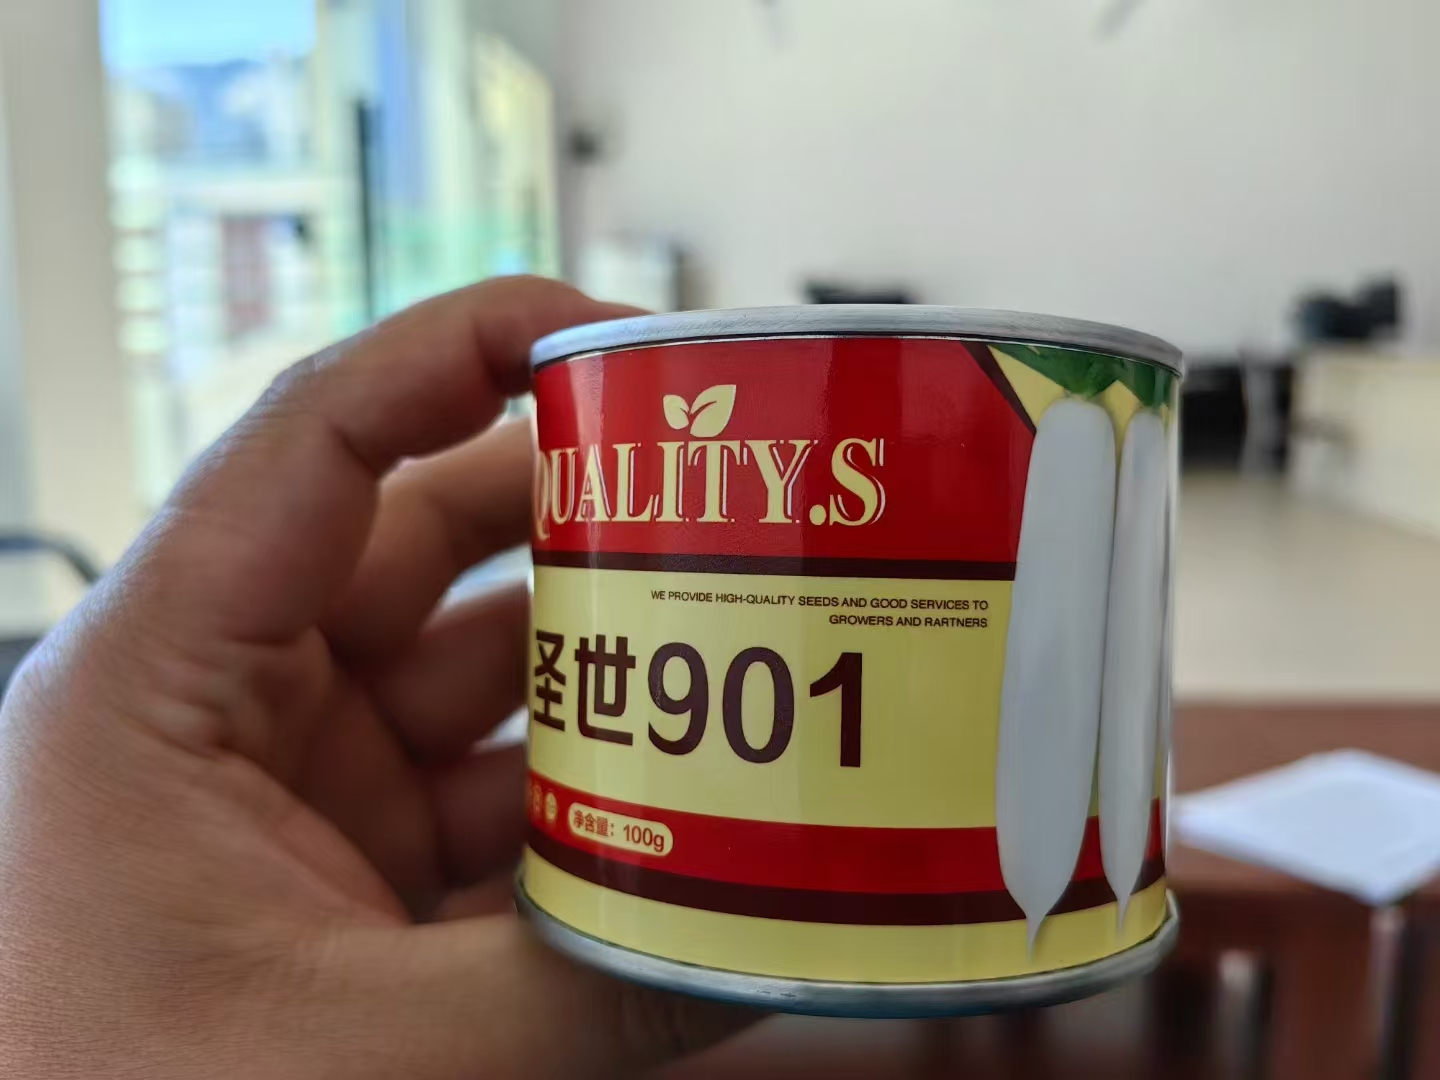 QUALITY.S
WE PROVIDE HIGH-QUALITY SEEDS AND GOOD SERVICES TO
GROWERS AND RARTNERS
圣世901
净含量：100g